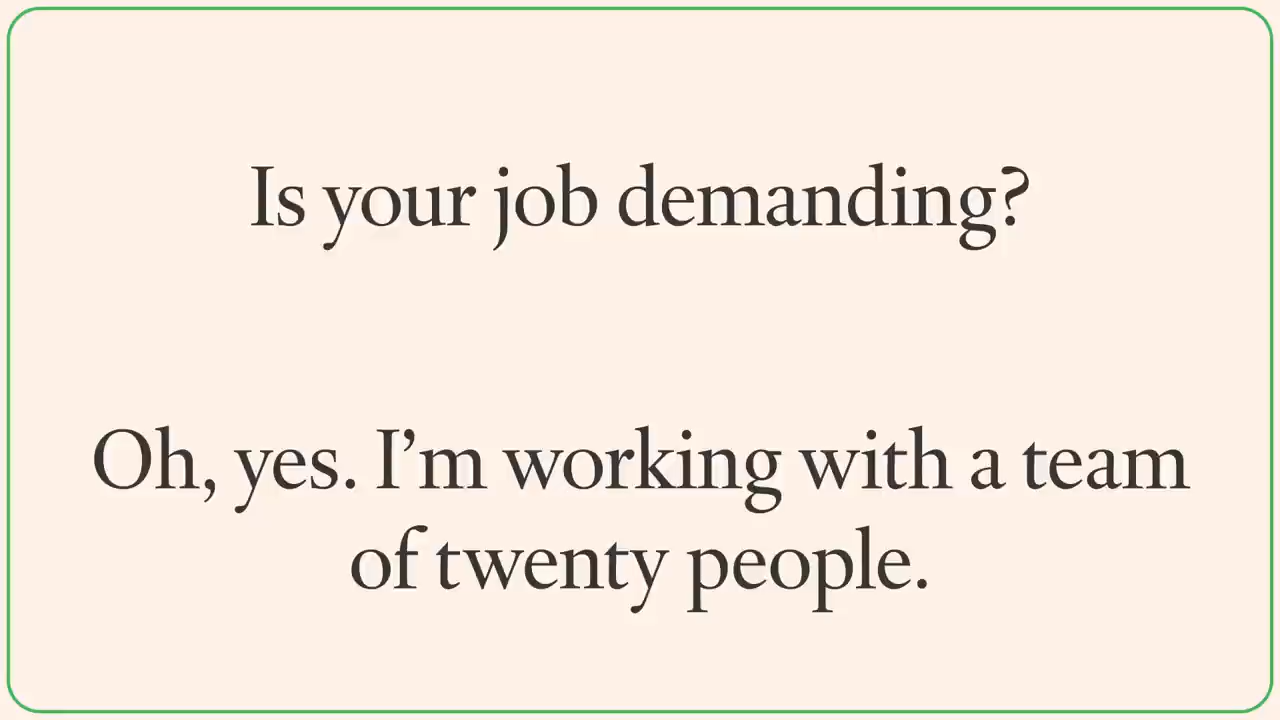 Is your job demanding?
Oh, yes. I’m working with a team
of twenty people.